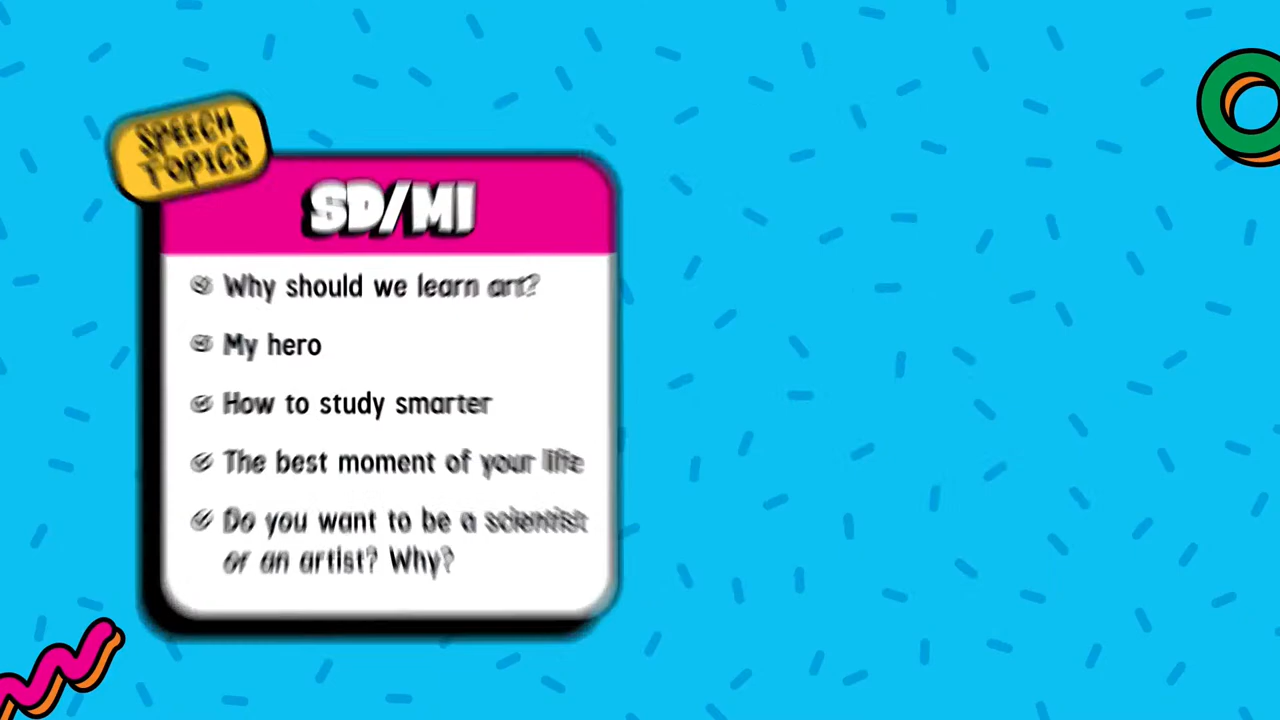 SPEECH
TOPICS
SD/MI
Why should we learn art?
My hero
How to study smarter
The best moment of your life
Do you want to be a scientist
or an artist? Why?